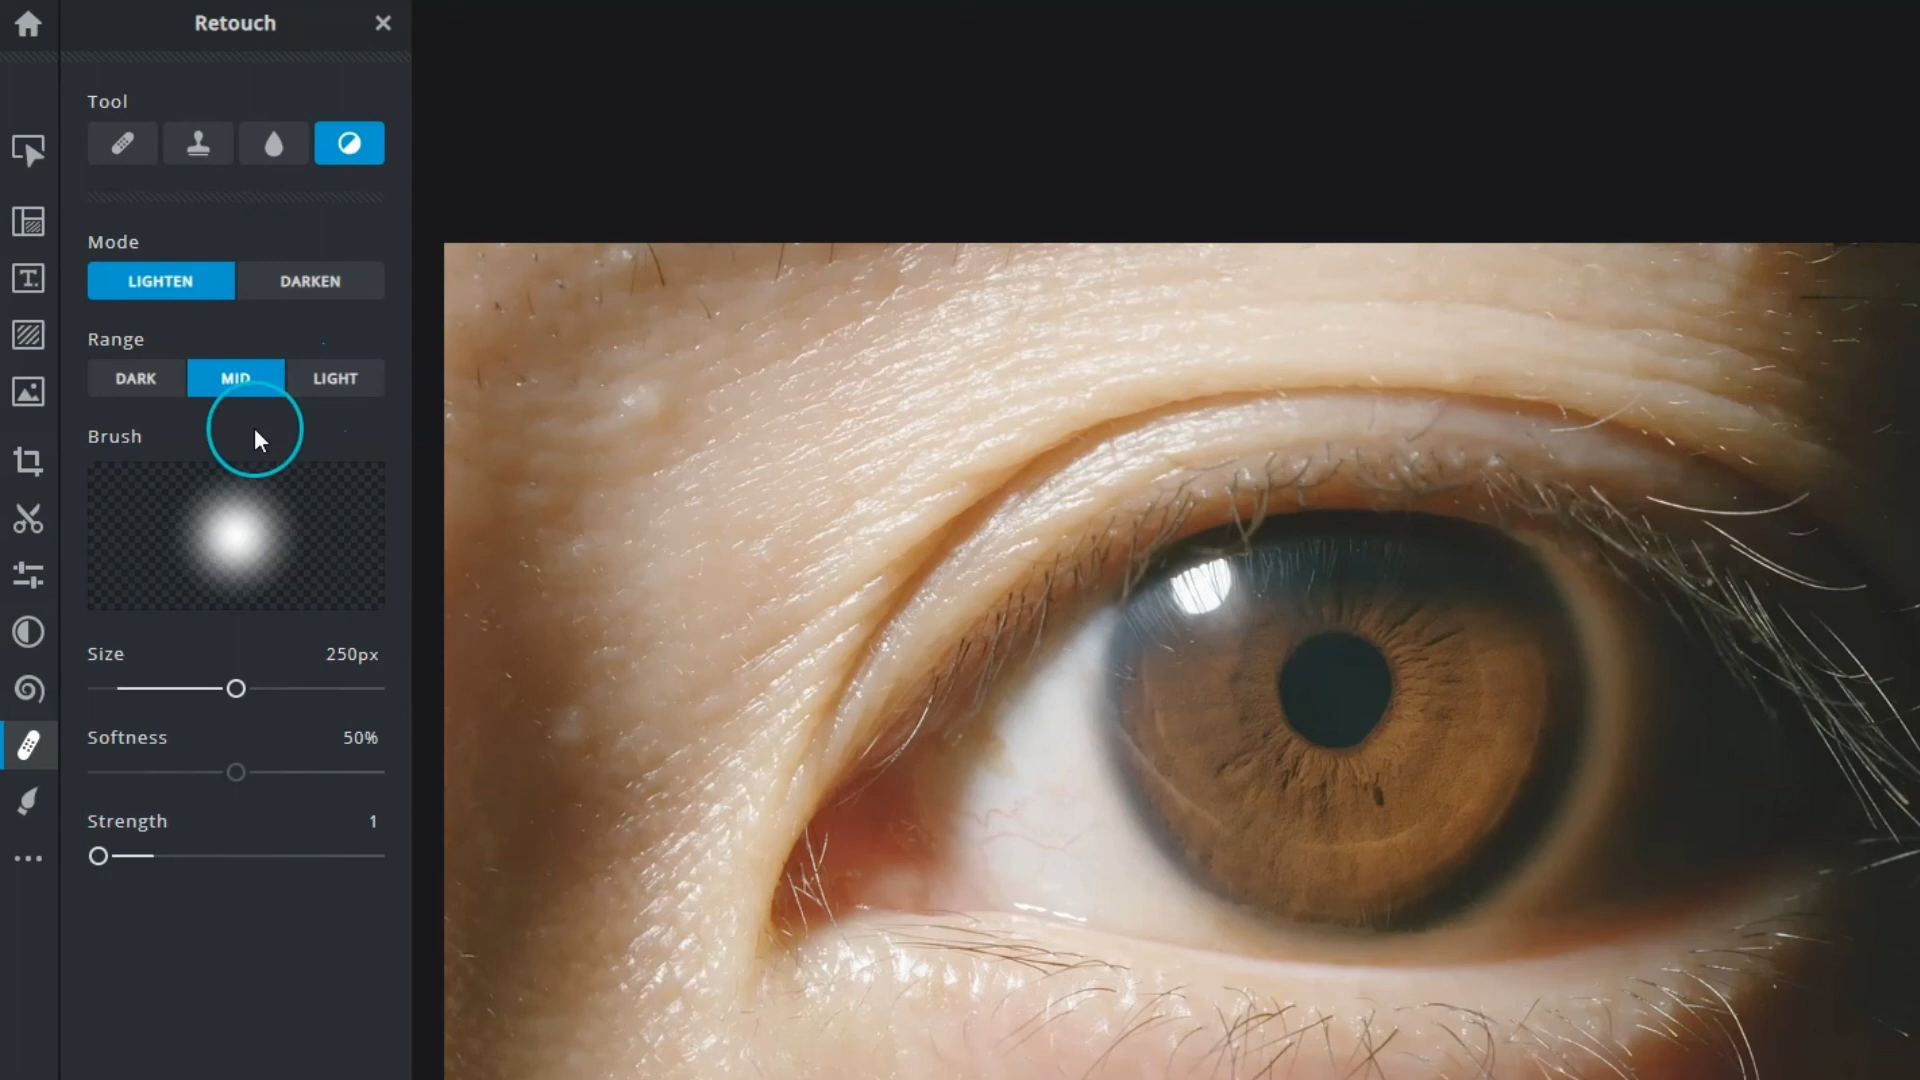 Retouch
Tool
Mode
LIGHTEN DARKEN
Range
DARK MID LIGHT
Brush
Size 250px
Softness 50%
Strength 1